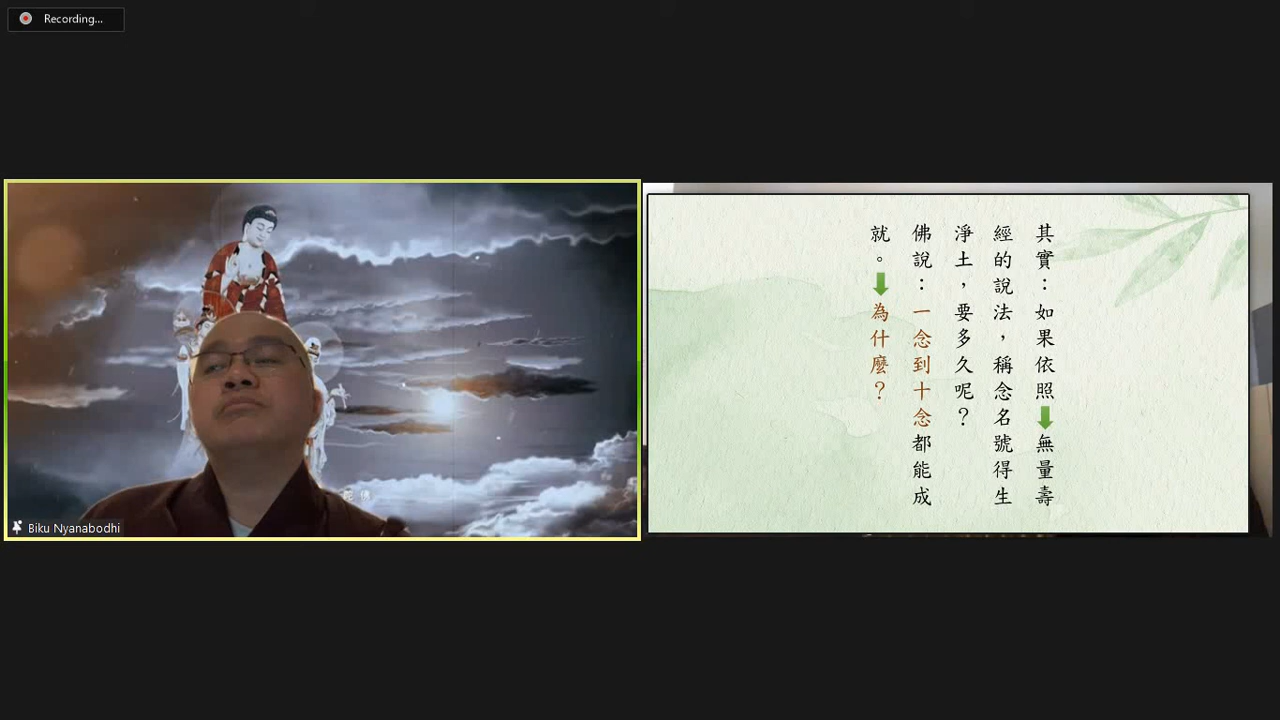 Recording...
Biku Nyanabodhi
其實：如果依照⬇無量壽
經的說法，稱念名號得生
淨土，要多久呢？
佛說：一念到十念都能成
就。⬇為什麼？